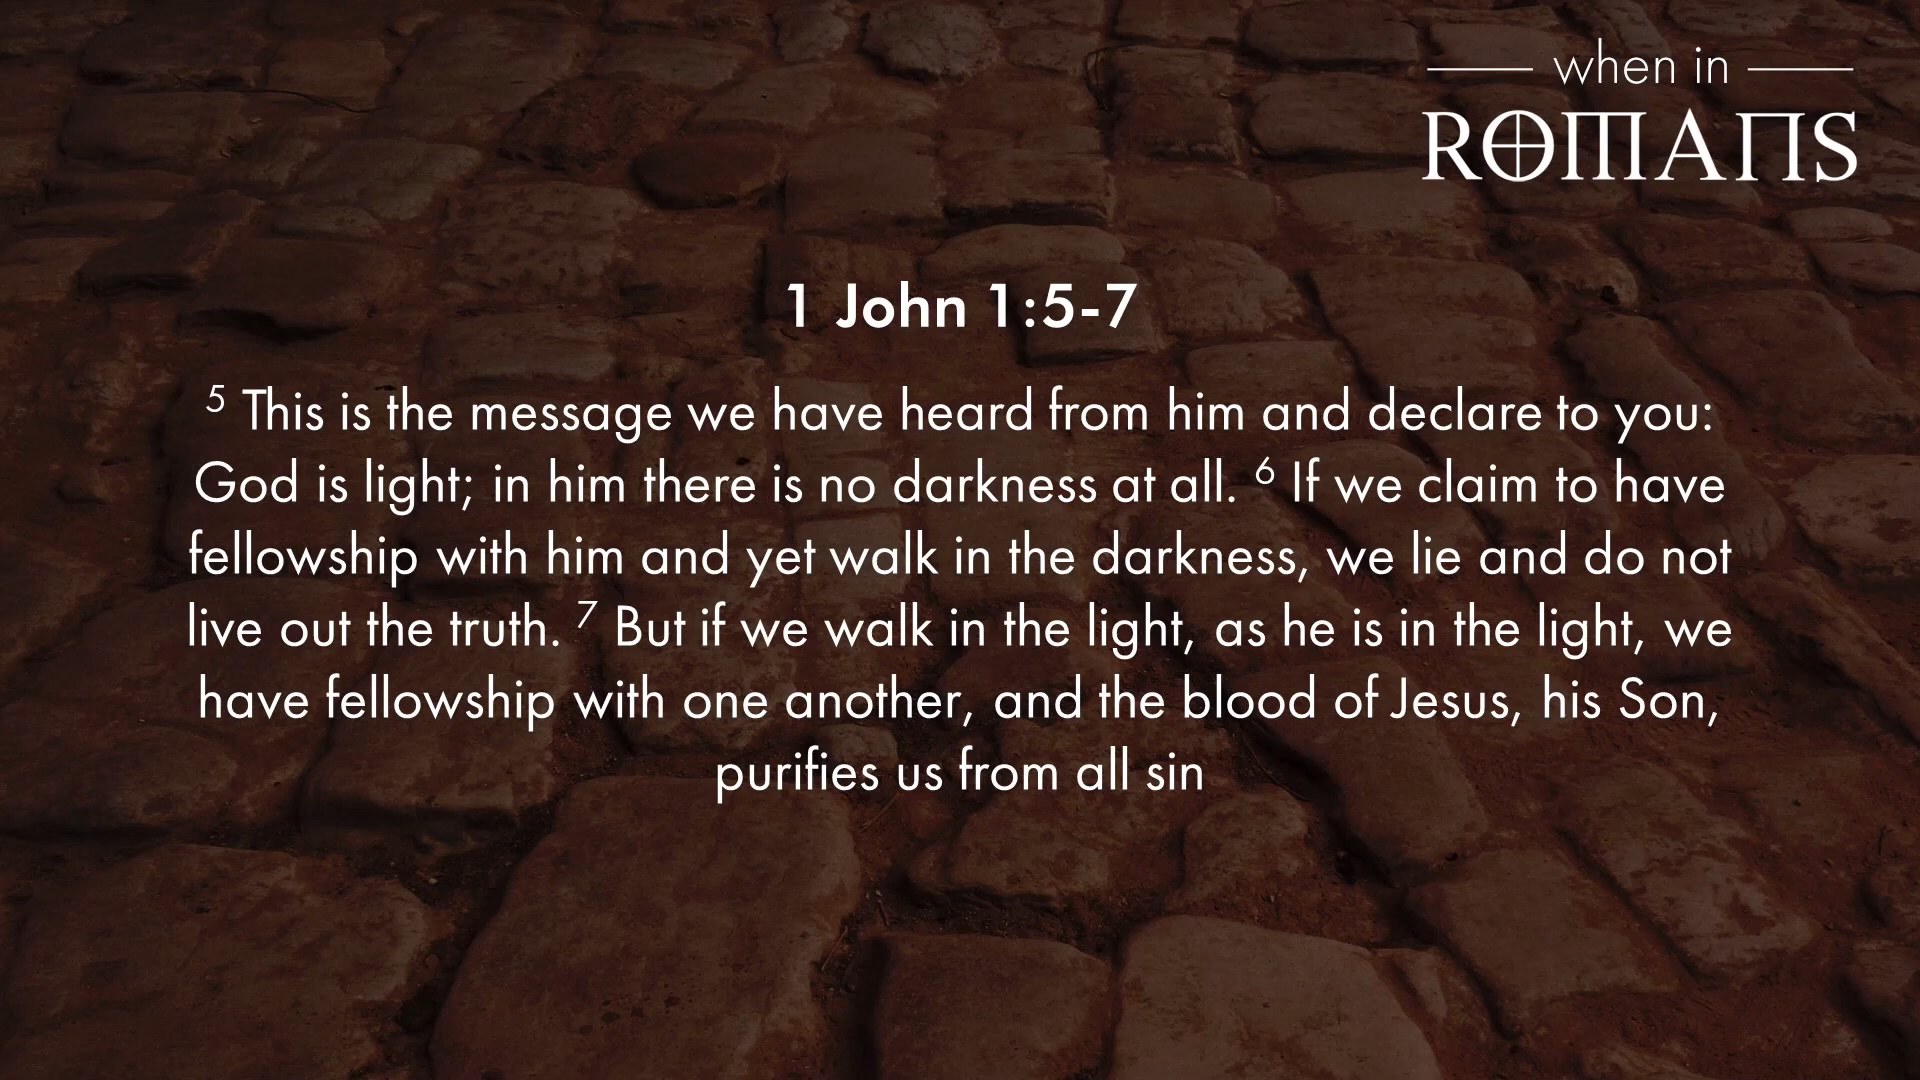 when in
ROMANS
1 John 1:5-7
5 This is the message we have heard from him and declare to you:
God is light; in him there is no darkness at all. 6 If we claim to have
fellowship with him and yet walk in the darkness, we lie and do not
live out the truth. 7 But if we walk in the light, as he is in the light, we
have fellowship with one another, and the blood of Jesus, his Son,
purifies us from all sin